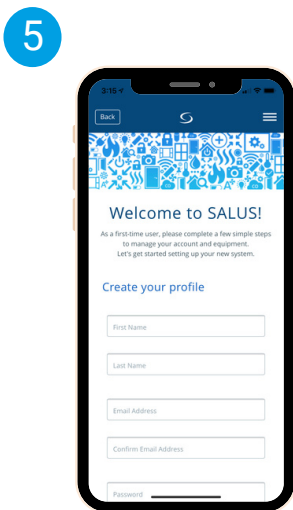 5
3:15
Back
Welcome to SALUS!
As a first-time user, please complete a few simple steps
to manage your account and equipment.
Let's get started setting up your new system.
Create your profile
First Name
Last Name
Email Address
Confirm Email Address
Password